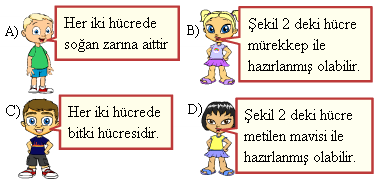 A) Her iki hücrede
soğan zarına aittir
B) Şekil 2 deki hücre
mürekkep ile
hazırlanmış olabilir.
C) Her iki hücrede
bitki hücresidir.
D) Şekil 2 deki hücre
metilen mavisi ile
hazırlanmış olabilir.